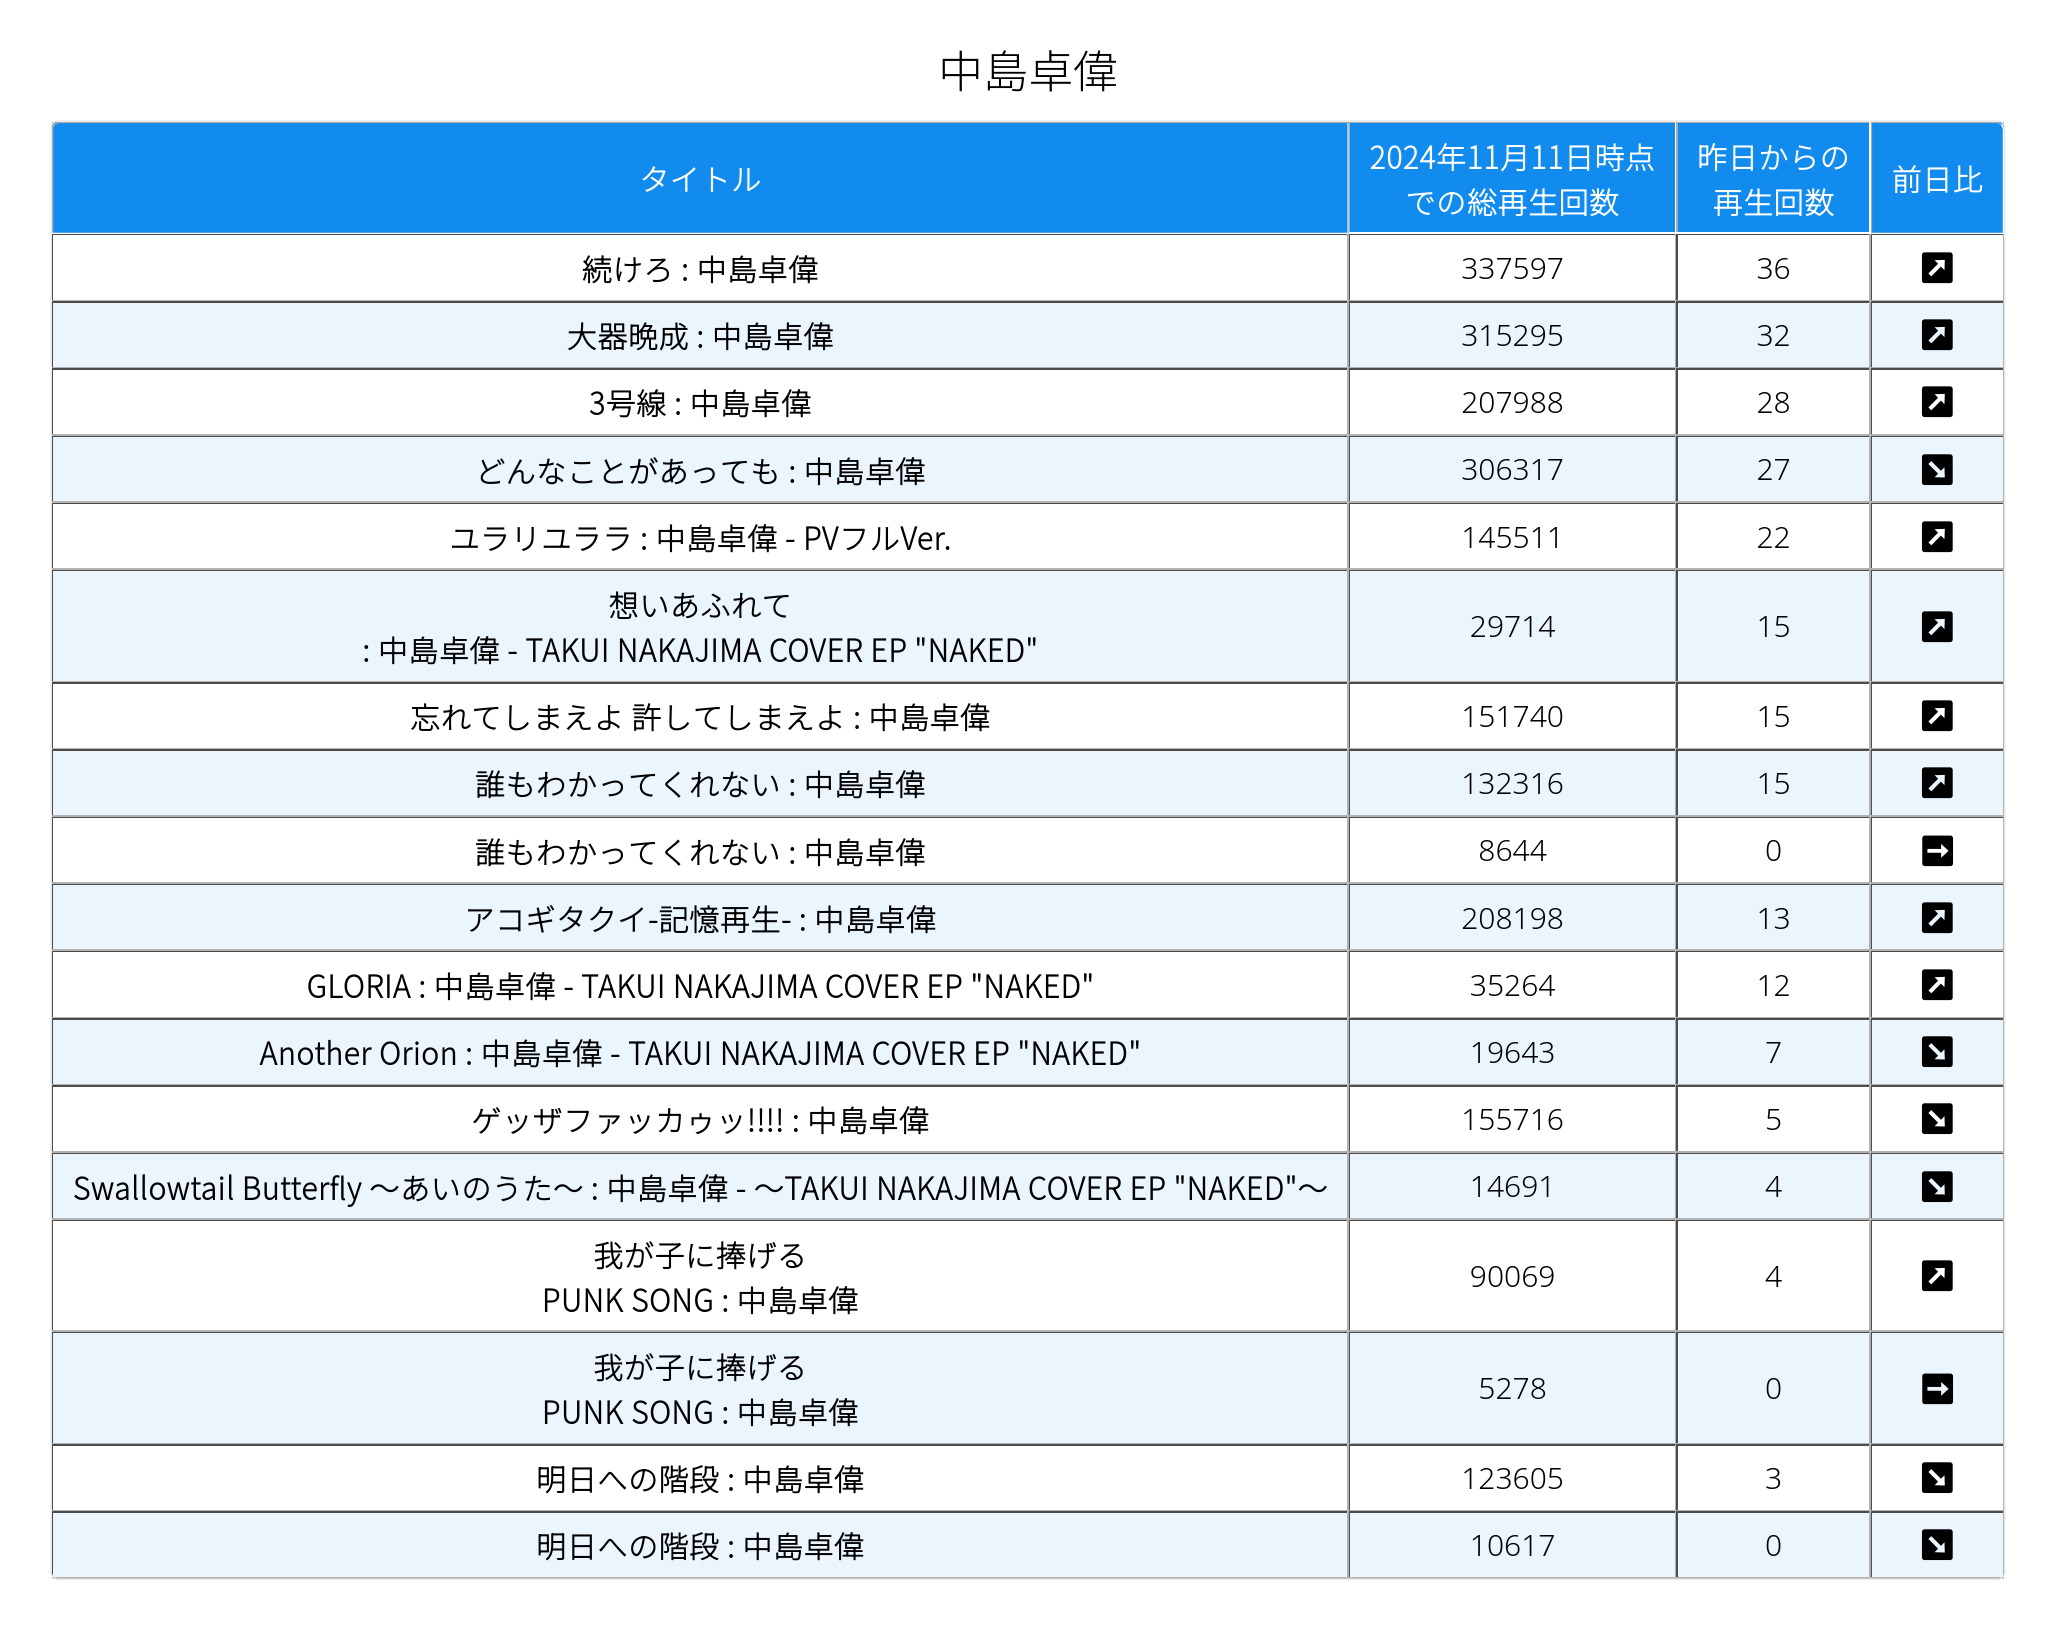 中島卓偉
タイトル
2024年11月11日時点
での総再生回数
昨日からの
再生回数
前日比
続けろ : 中島卓偉 337597 36 ↗
大器晩成 : 中島卓偉 315295 32 ↗
3号線 : 中島卓偉 207988 28 ↗
どんなことがあっても : 中島卓偉 306317 27 ↘
ユラリユララ : 中島卓偉 - PVフルVer. 145511 22 ↗
想いあふれて
: 中島卓偉 - TAKUI NAKAJIMA COVER EP "NAKED" 29714 15 ↗
忘れてしまえよ 許してしまえよ : 中島卓偉 151740 15 ↗
誰もわかってくれない : 中島卓偉 132316 15 ↗
誰もわかってくれない : 中島卓偉 8644 0 →
アコギタクイ-記憶再生- : 中島卓偉 208198 13 ↗
GLORIA : 中島卓偉 - TAKUI NAKAJIMA COVER EP "NAKED" 35264 12 ↗
Another Orion : 中島卓偉 - TAKUI NAKAJIMA COVER EP "NAKED" 19643 7 ↘
ゲッザファッカゥッ!!!! : 中島卓偉 155716 5 ↘
Swallowtail Butterfly 〜あいのうた〜 : 中島卓偉 - 〜TAKUI NAKAJIMA COVER EP "NAKED"〜 14691 4 ↘
我が子に捧げる
PUNK SONG : 中島卓偉 90069 4 ↗
我が子に捧げる
PUNK SONG : 中島卓偉 5278 0 →
明日への階段 : 中島卓偉 123605 3 ↘
明日への階段 : 中島卓偉 10617 0 ↘